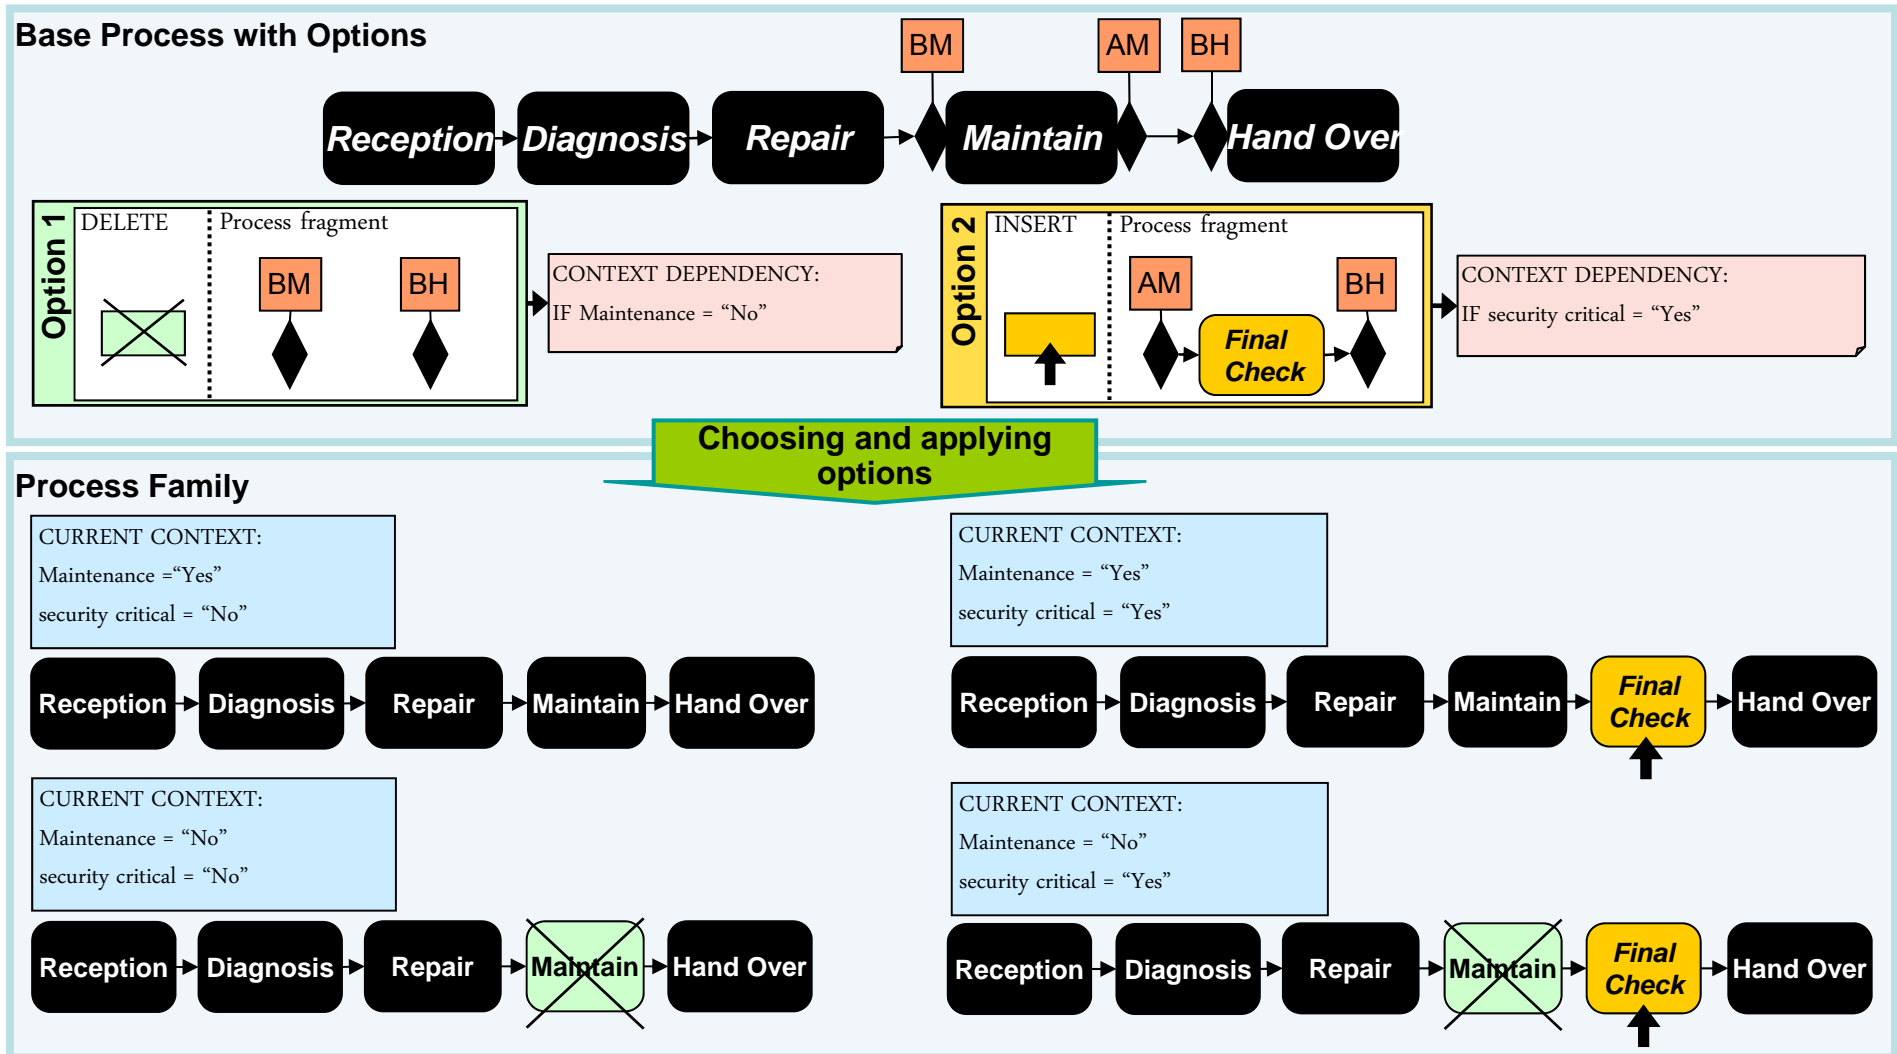 Base Process with Options
BM
AM
BH
Reception
Diagnosis
Repair
Maintain
Hand Over
Option 1
DELETE
Process fragment
BM
BH
CONTEXT DEPENDENCY:
IF Maintenance = “No”
Option 2
INSERT
Process fragment
AM
BH
Final
Check
CONTEXT DEPENDENCY:
IF security critical = “Yes”
Choosing and applying
options
Process Family
CURRENT CONTEXT:
Maintenance =“Yes”
security critical = “No”
Reception
Diagnosis
Repair
Maintain
Hand Over
CURRENT CONTEXT:
Maintenance = “Yes”
security critical = “Yes”
Reception
Diagnosis
Repair
Maintain
Final
Check
Hand Over
CURRENT CONTEXT:
Maintenance = “No”
security critical = “No”
Reception
Diagnosis
Repair
Maintain
Hand Over
CURRENT CONTEXT:
Maintenance = “No”
security critical = “Yes”
Reception
Diagnosis
Repair
Maintain
Final
Check
Hand Over